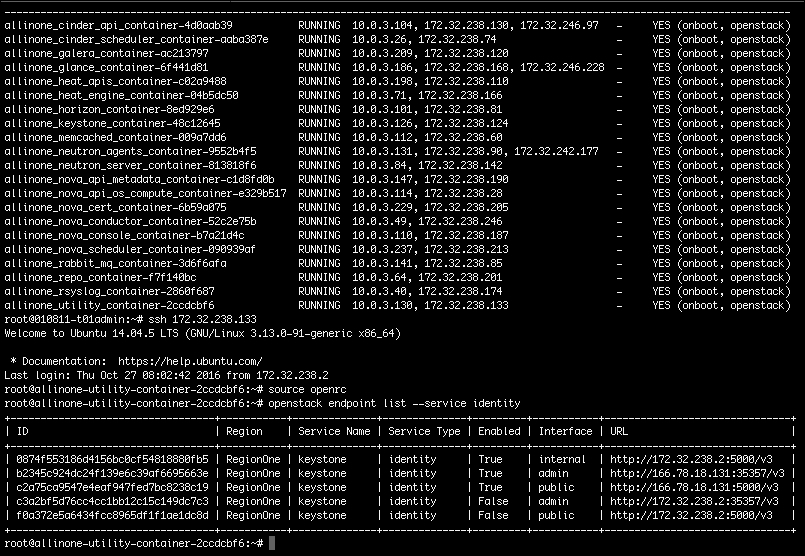 --------------------------------------------------------------------------------
allinone_cinder_api_container-4d0aab39 RUNNING 10.0.3.104, 172.32.238.130, 172.32.246.97 - YES (onboot, openstack)
allinone_cinder_scheduler_container-aaba387e RUNNING 10.0.3.26, 172.32.238.74 - YES (onboot, openstack)
allinone_galera_container-ac213797 RUNNING 10.0.3.209, 172.32.238.120 - YES (onboot, openstack)
allinone_glance_container-6f441d81 RUNNING 10.0.3.186, 172.32.238.168, 172.32.246.228 - YES (onboot, openstack)
allinone_heat_apis_container-c02a9488 RUNNING 10.0.3.198, 172.32.238.110 - YES (onboot, openstack)
allinone_heat_engine_container-04b5dc50 RUNNING 10.0.3.71, 172.32.238.166 - YES (onboot, openstack)
allinone_horizon_container-8ed929e6 RUNNING 10.0.3.101, 172.32.238.81 - YES (onboot, openstack)
allinone_keystone_container-48c12645 RUNNING 10.0.3.126, 172.32.238.124 - YES (onboot, openstack)
allinone_memcached_container-009a7dd6 RUNNING 10.0.3.112, 172.32.238.60 - YES (onboot, openstack)
allinone_neutron_agents_container-9552b4f5 RUNNING 10.0.3.131, 172.32.238.90, 172.32.242.177 - YES (onboot, openstack)
allinone_neutron_server_container-813818f6 RUNNING 10.0.3.84, 172.32.238.142 - YES (onboot, openstack)
allinone_nova_api_metadata_container-c1d8fd0b RUNNING 10.0.3.147, 172.32.238.190 - YES (onboot, openstack)
allinone_nova_api_os_compute_container-e329b517 RUNNING 10.0.3.114, 172.32.238.28 - YES (onboot, openstack)
allinone_nova_cert_container-6b59a075 RUNNING 10.0.3.229, 172.32.238.205 - YES (onboot, openstack)
allinone_nova_conductor_container-52c2e75b RUNNING 10.0.3.49, 172.32.238.246 - YES (onboot, openstack)
allinone_nova_console_container-b7a21d4c RUNNING 10.0.3.110, 172.32.238.187 - YES (onboot, openstack)
allinone_nova_scheduler_container-090939af RUNNING 10.0.3.237, 172.32.238.213 - YES (onboot, openstack)
allinone_rabbit_mq_container-3d6f6afa RUNNING 10.0.3.141, 172.32.238.85 - YES (onboot, openstack)
allinone_repo_container-f7f140bc RUNNING 10.0.3.64, 172.32.238.201 - YES (onboot, openstack)
allinone_rsyslog_container-2860f687 RUNNING 10.0.3.40, 172.32.238.174 - YES (onboot, openstack)
allinone_utility_container-2ccdcbf6 RUNNING 10.0.3.130, 172.32.238.133 - YES (onboot, openstack)
root@010811-t01admin:~# ssh 172.32.238.133
Welcome to Ubuntu 14.04.5 LTS (GNU/Linux 3.13.0-91-generic x86_64)
* Documentation: https://help.ubuntu.com/
Last login: Thu Oct 27 08:02:42 2016 from 172.32.238.2
root@allinone-utility-container-2ccdcbf6:~# source openrc
root@allinone-utility-container-2ccdcbf6:~# openstack endpoint list --service identity
+----------------------------------+-----------+--------------+--------------+---------+-----------+--------------------------------+
| ID | Region | Service Name | Service Type | Enabled | Interface | URL |
+----------------------------------+-----------+--------------+--------------+---------+-----------+--------------------------------+
| 0874f553186d4156bc0cf54818880fb5 | RegionOne | keystone | identity | True | internal | http://172.32.238.2:5000/v3 |
| b2345c924dc24f139e6c39af6695663e | RegionOne | keystone | identity | True | admin | http://166.78.18.131:35357/v3 |
| c2a75ca9547e4eaf947fed7bc8238c19 | RegionOne | keystone | identity | True | public | http://166.78.18.131:5000/v3 |
| c3a2bf5d76cc4cc1bb12c15c149dc7c3 | RegionOne | keystone | identity | False | admin | http://172.32.238.2:35357/v3 |
| f0a372e5a6434fcc8965df1f1ae1dc8d | RegionOne | keystone | identity | False | public | http://172.32.238.2:5000/v3 |
+----------------------------------+-----------+--------------+--------------+---------+-----------+--------------------------------+
root@allinone-utility-container-2ccdcbf6:~#